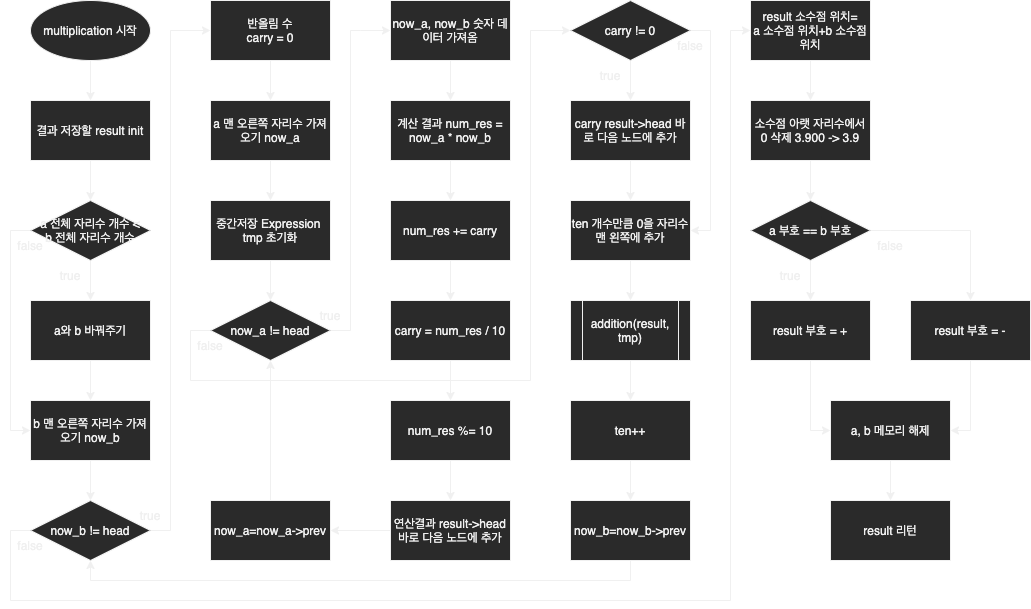 multiplication 시작
결과 저장할 result init
a 전체 자리수 개수 <
b 전체 자리수 개수
false
true
a와 b 바꿔주기
b 맨 오른쪽 자리수 가져
오기 now_b
now_b != head
true
false
반올림 수
carry = 0
a 맨 오른쪽 자리수 가져
오기 now_a
중간저장 Expression
tmp 초기화
now_a != head
true
false
now_a=now_a->prev
now_a, now_b 숫자 데
이터 가져옴
계산 결과 num_res =
now_a * now_b
num_res += carry
carry = num_res / 10
num_res %= 10
연산결과 result->head
바로 다음 노드에 추가
carry != 0
false
true
carry result->head 바
로 다음 노드에 추가
ten 개수만큼 0을 자리수
맨 왼쪽에 추가
addition(result,
tmp)
ten++
now_b=now_b->prev
result 소수점 위치=
a 소수점 위치+b 소수점
위치
소수점 아랫 자리수에서
0 삭제 3.900 -> 3.9
a 부호 == b 부호
false
true
result 부호 = +
result 부호 = -
a, b 메모리 해제
result 리턴